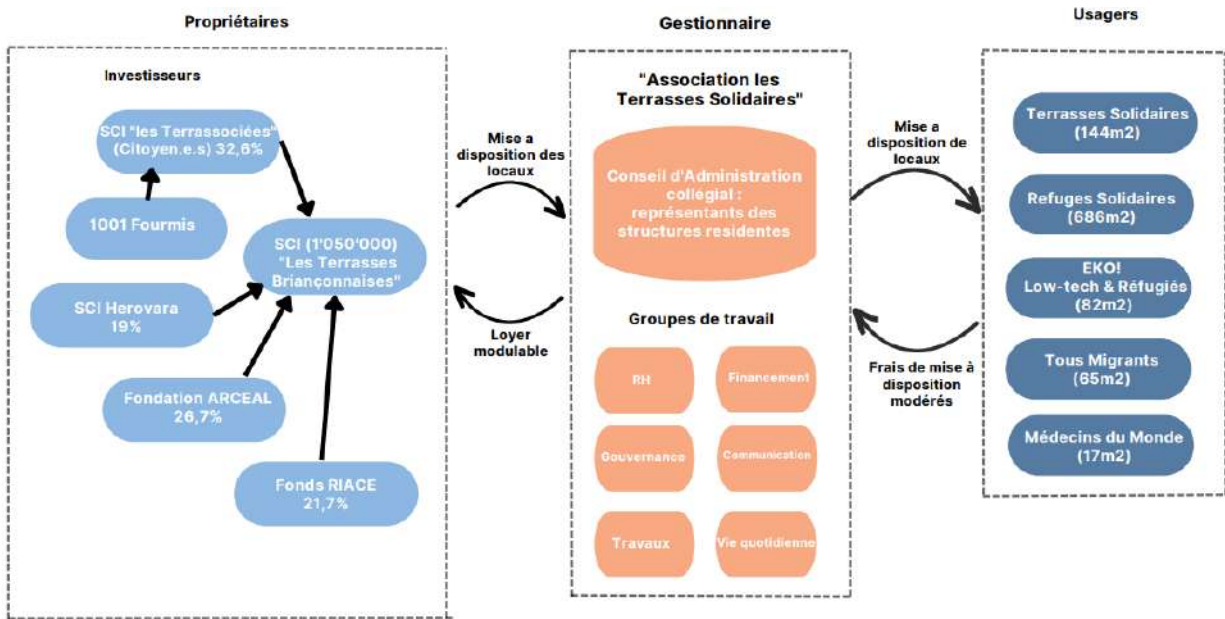 Propriétaires
Investisseurs
SCI "les Terrassociées"
(Citoyen.e.s) 32,6%
1001 Fourmis
SCI (1'050'000)
"Les Terrasses
Briançonnaises"
SCI Herovara
19%
Fondation ARCEAL
26,7%
Fonds RIACE
21,7%
Mise a
disposition des
locaux
Loyer
modulable
Gestionnaire
"Association les
Terrasses Solidaires"
Conseil d'Administration
collégial :
représentants des
structures residentes
Groupes de travail
RH
Financement
Gouvernance
Communication
Travaux
Vie quotidienne
Mise a
disposition de
locaux
Frais de mise à
disposition
modérés
Usagers
Terrasses Solidaires
(144m2)
Refuges Solidaires
(686m2)
EKO!
Low-tech & Réfugiés
(82m2)
Tous Migrants
(65m2)
Médecins du Monde
(17m2)